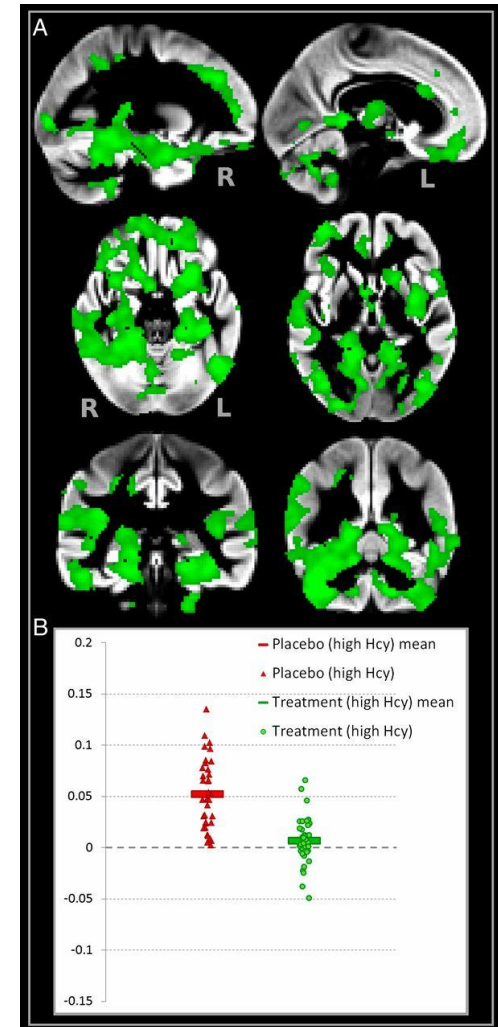 A
R
L
R
L
B
0.2
0.15
0.1
0.05
0
-0.05
-0.1
-0.15
Placebo (high Hcy) mean
Placebo (high Hcy)
Treatment (high Hcy) mean
Treatment (high Hcy)